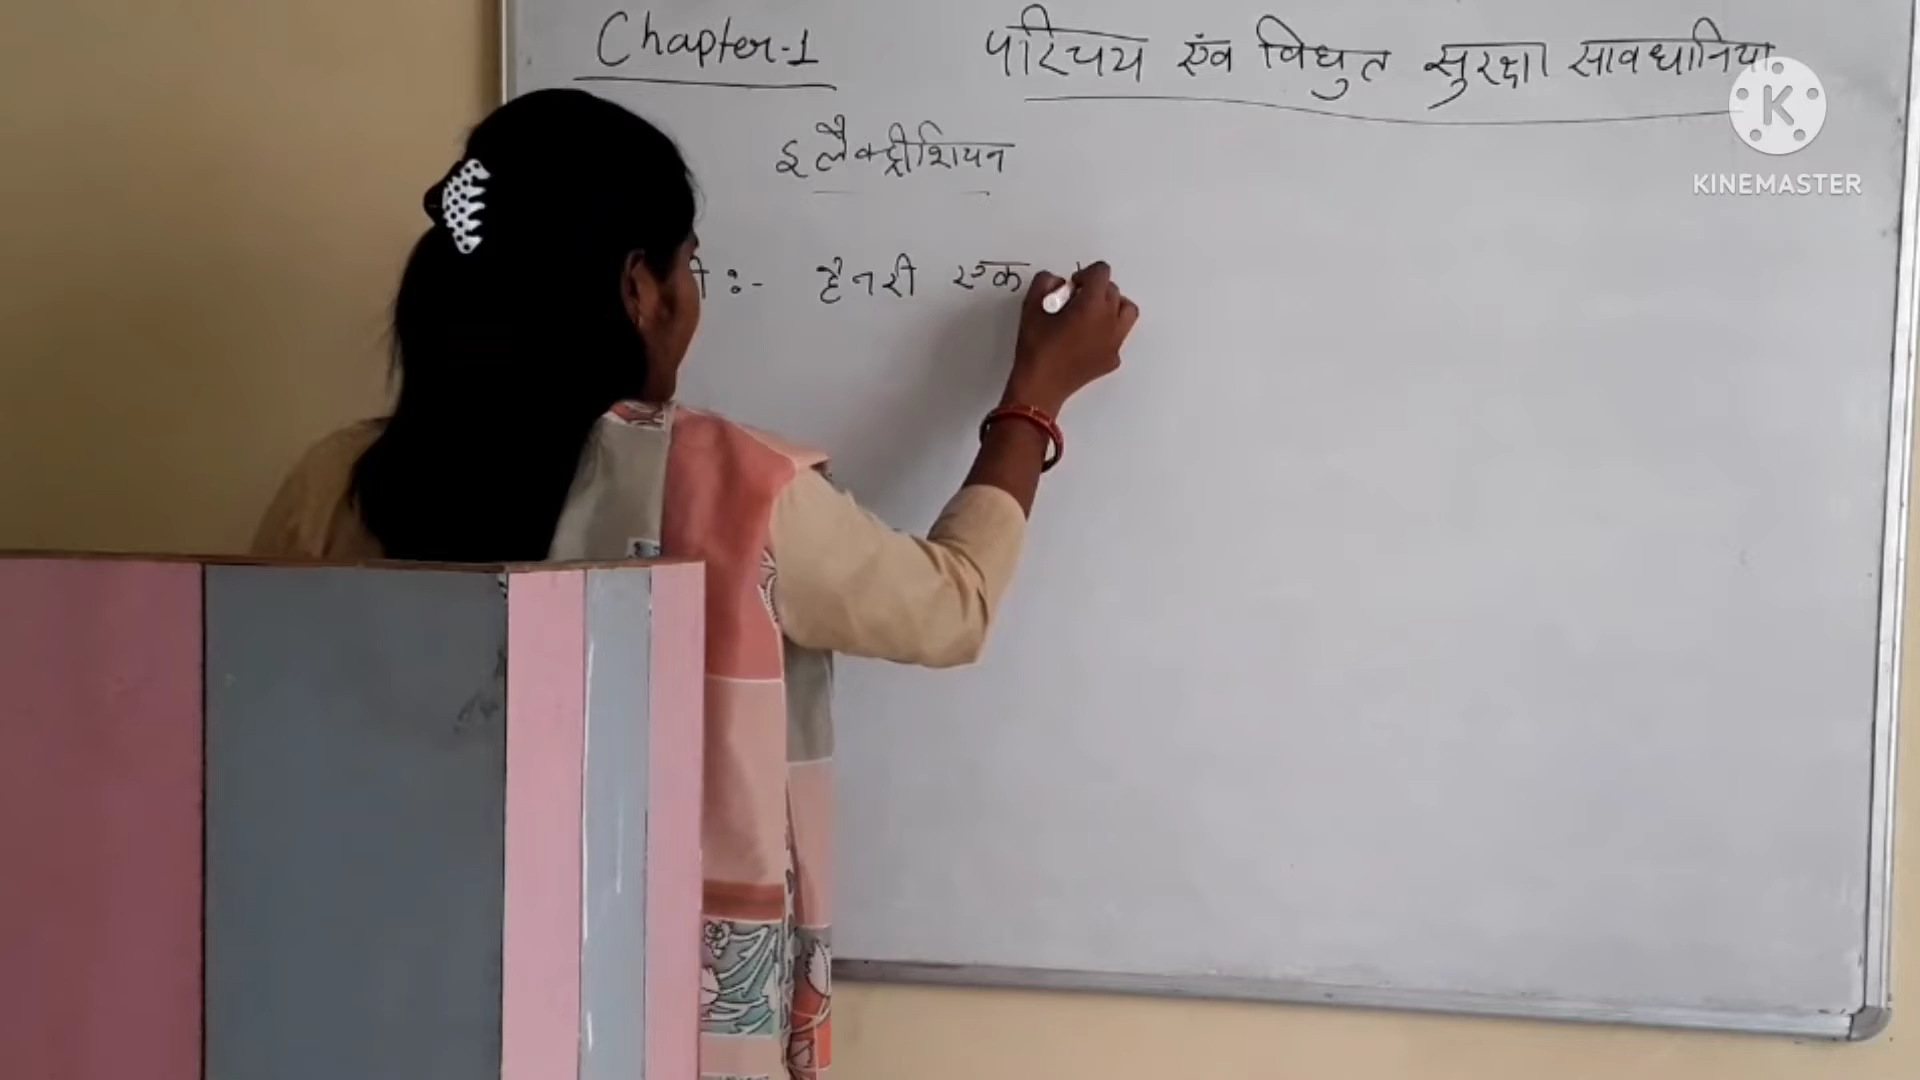 Chapter-1 परिचय एंव विधुत सुरक्षा सावधानिया
इलैक्ट्रीशियन
:- हैनरी एक
KINEMASTER